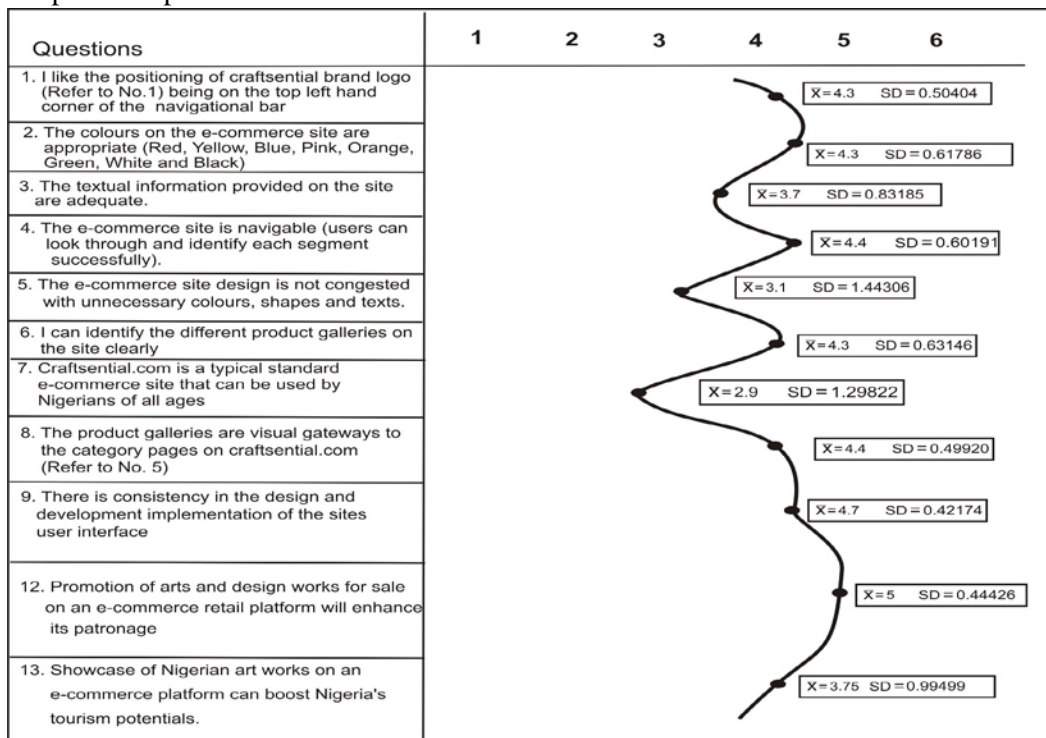 Questions 1 2 3 4 5 6
1. I like the positioning of craftsential brand logo
(Refer to No.1) being on the top left hand
corner of the navigational bar
X̅=4.3 SD=0.50404
2. The colours on the e-commerce site are
appropriate (Red, Yellow, Blue, Pink, Orange,
Green, White and Black)
X̅=4.3 SD=0.61786
3. The textual information provided on the site
are adequate.
X̅=3.7 SD=0.83185
4. The e-commerce site is navigable (users can
look through and identify each segment
successfully).
X̅=4.4 SD=0.60191
5. The e-commerce site design is not congested
with unnecessary colours, shapes and texts.
X̅=3.1 SD=1.44306
6. I can identify the different product galleries on
the site clearly
X̅=4.3 SD=0.63146
7. Craftsential.com is a typical standard
e-commerce site that can be used by
Nigerians of all ages
X̅=2.9 SD=1.29822
8. The product galleries are visual gateways to
the category pages on craftsential.com
(Refer to No. 5)
X̅=4.4 SD=0.49920
9. There is consistency in the design and
development implementation of the sites
user interface
X̅=4.7 SD=0.42174
12. Promotion of arts and design works for sale
on an e-commerce retail platform will enhance
its patronage
X̅=5 SD=0.44426
13. Showcase of Nigerian art works on an
e-commerce platform can boost Nigeria's
tourism potentials.
X̅=3.75 SD=0.99499